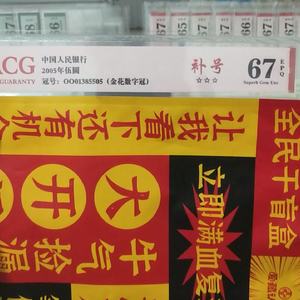 ACG
GUARANTY
中国人民银行
2005年伍圆
冠号：OO01385505（金花数字冠）
补号
☆☆☆
67 EPQ
Superb Gem Unc
让我看下还有机会
全民干盲盒
大开
立即满血复
牛气捡漏